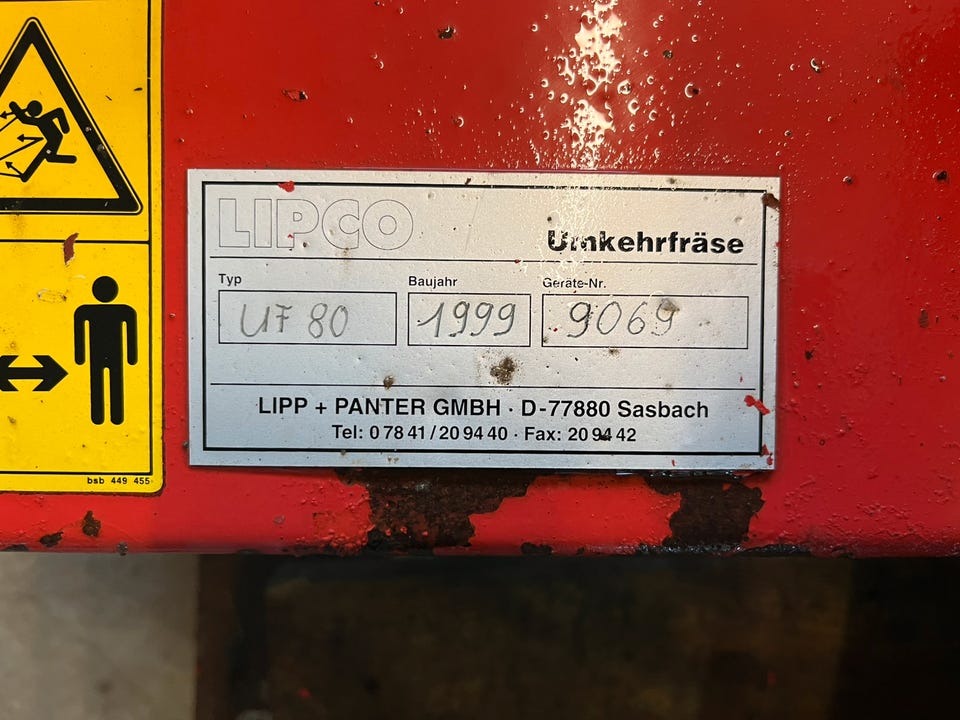 LIPCO
Umkehrfräse
Typ Baujahr Geräte-Nr.
UF 80 1999 9069
LIPP + PANTER GMBH · D-77880 Sasbach
Tel: 0 78 41 / 20 94 40 · Fax: 20 94 42
bsb 449 455